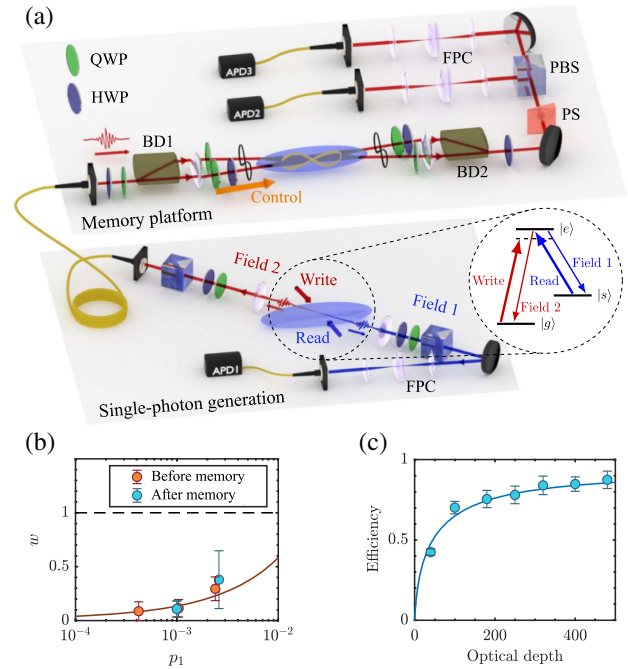 (a)
QWP
HWP
BD1
APD3
APD2
FPC
PBS
PS
BD2
Control
Memory platform
Field 2
Write
Field 1
Read
APD1
FPC
Single-photon generation
|e⟩
Write
Field 2
Read
Field 1
|s⟩
|g⟩
(b)
Before memory
After memory
w
1
0.5
0
10⁻⁴
10⁻³
10⁻²
p₁
(c)
Efficiency
1
0.5
0
0
200
400
Optical depth